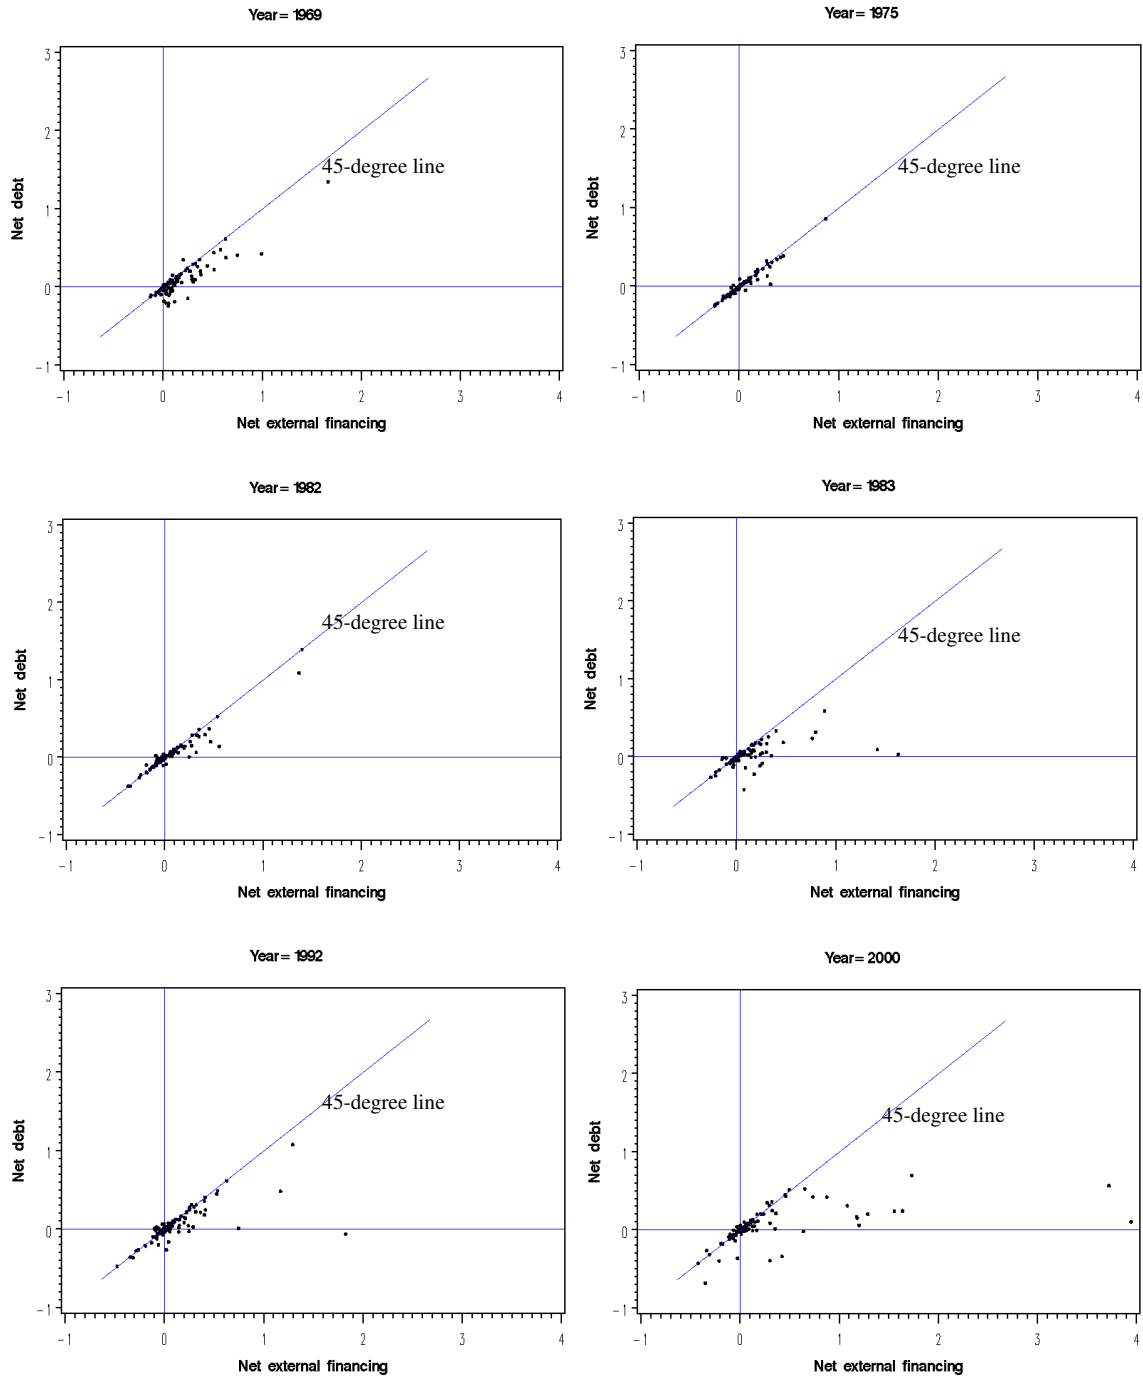 Year= 1969
3
2
1
0
-1
Net debt
45-degree line
-1 0 1 2 3 4
Net external financing
Year= 1975
3
2
1
0
-1
Net debt
45-degree line
-1 0 1 2 3 4
Net external financing
Year= 1982
3
2
1
0
-1
Net debt
45-degree line
-1 0 1 2 3 4
Net external financing
Year= 1983
3
2
1
0
-1
Net debt
45-degree line
-1 0 1 2 3 4
Net external financing
Year= 1992
3
2
1
0
-1
Net debt
45-degree line
-1 0 1 2 3 4
Net external financing
Year= 2000
3
2
1
0
-1
Net debt
45-degree line
-1 0 1 2 3 4
Net external financing